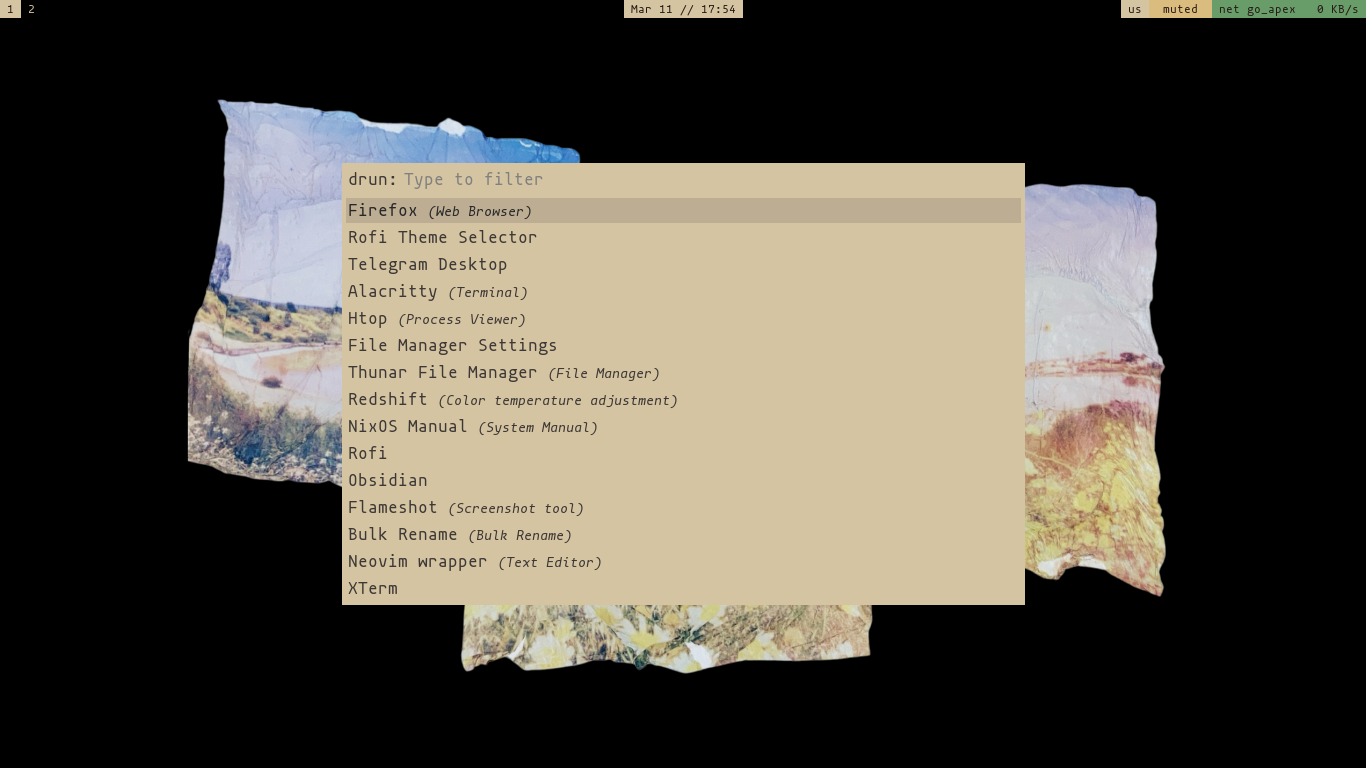 1 2 Mar 11 // 17:54 us muted net go_apex 0 KB/s
drun: Type to filter
Firefox (Web Browser)
Rofi Theme Selector
Telegram Desktop
Alacritty (Terminal)
Htop (Process Viewer)
File Manager Settings
Thunar File Manager (File Manager)
Redshift (Color temperature adjustment)
NixOS Manual (System Manual)
Rofi
Obsidian
Flameshot (Screenshot tool)
Bulk Rename (Bulk Rename)
Neovim wrapper (Text Editor)
XTerm